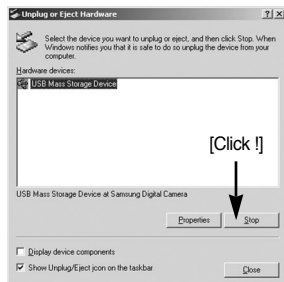 Unplug or Eject Hardware
Select the device you want to unplug or eject, and then click Stop. When
Windows notifies you that it is safe to do so unplug the device from your
computer.
Hardware devices:
USB Mass Storage Device
[Click !]
USB Mass Storage Device at Samsung Digital Camera
Properties
Stop
Display device components
Show Unplug/Eject icon on the taskbar
Close